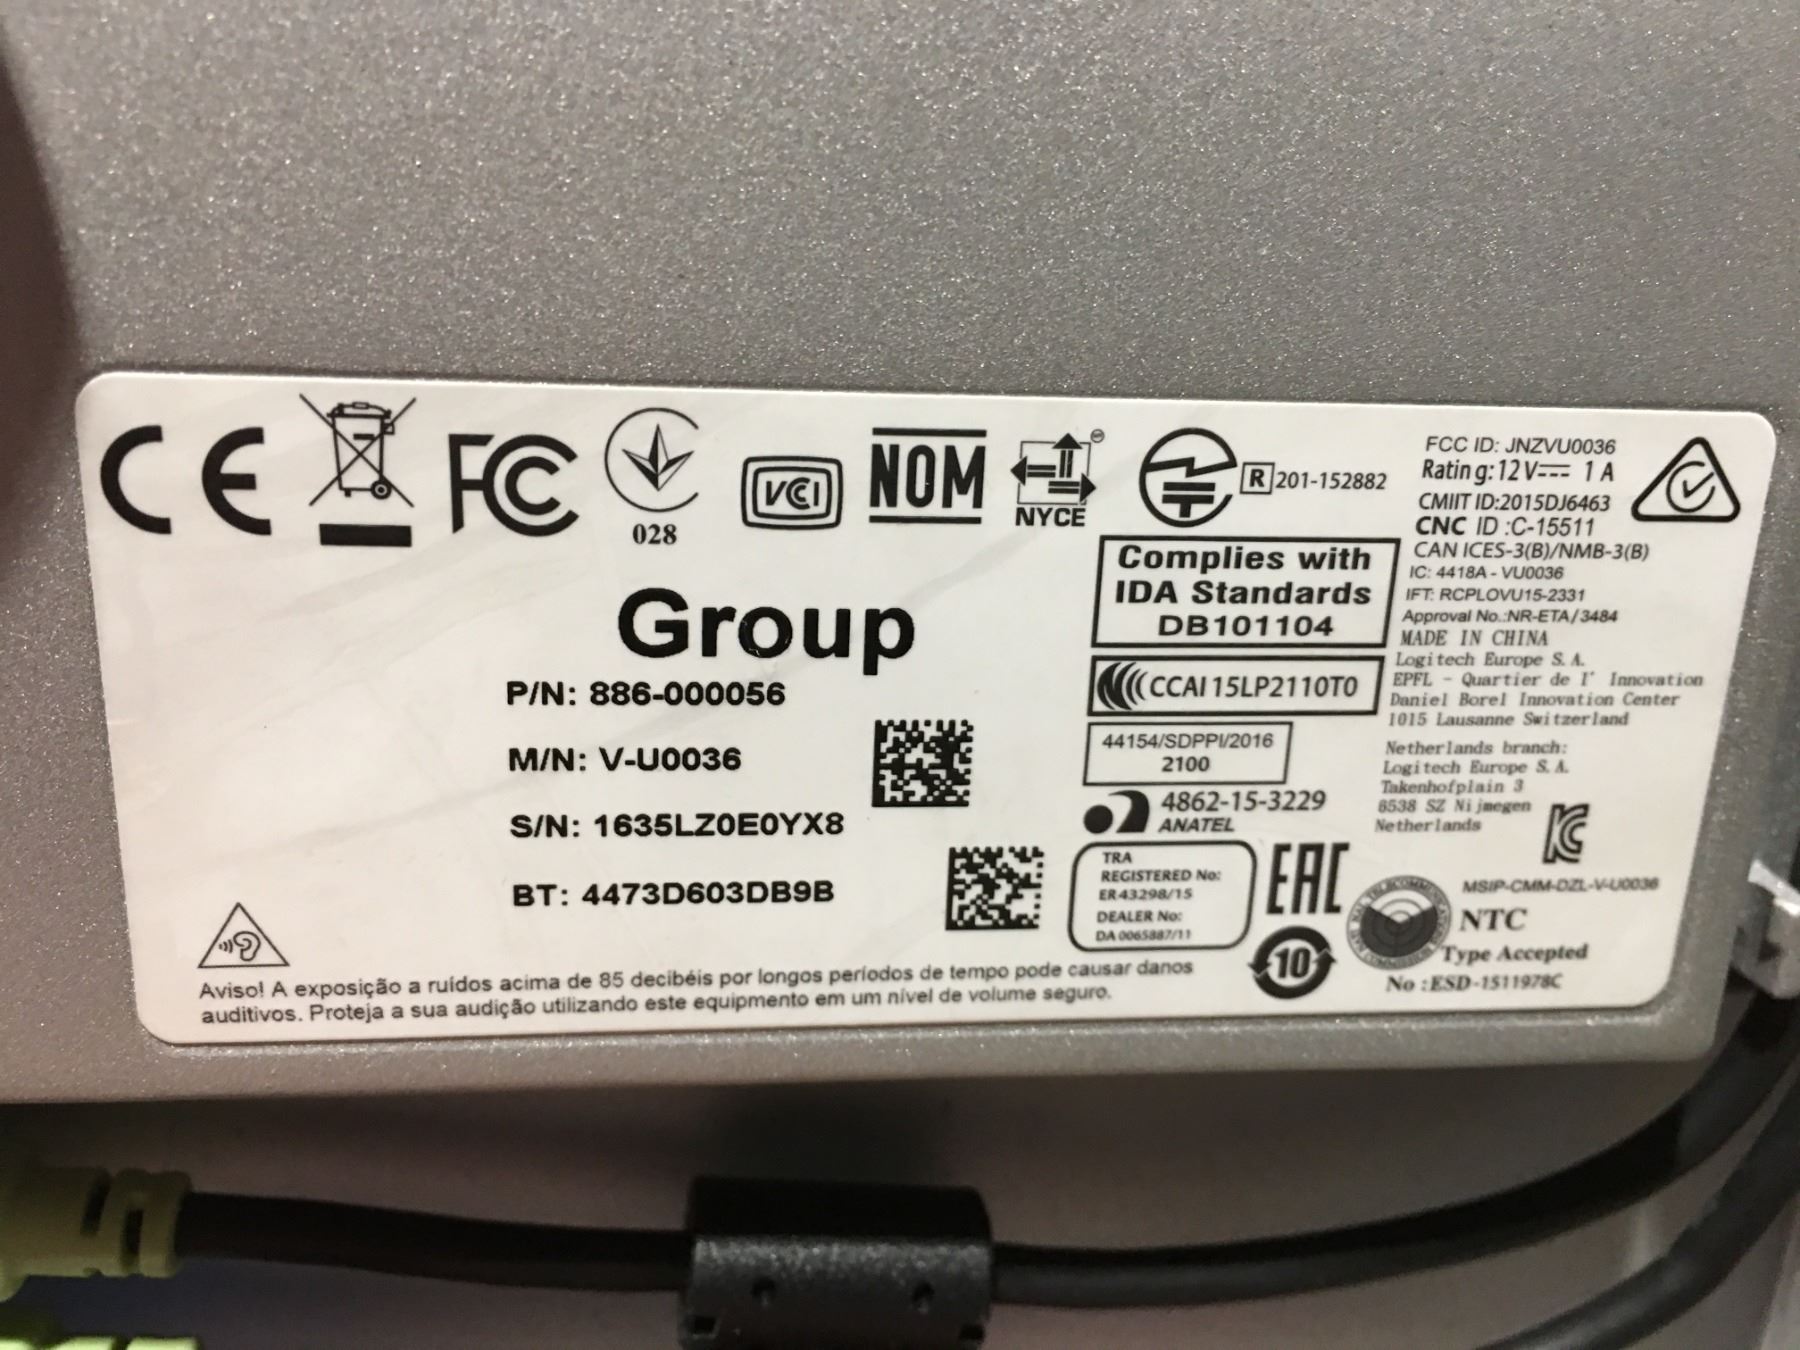 CE
FC
028
VCCI
NOM
NYCE
R 201-152882
FCC ID: JNZVU0036
Rating: 12V 1 A
CMIIT ID:2015DJ6463
CNC ID :C-15511
CAN ICES-3(B)/NMB-3(B)
IC: 4418A - VU0036
IFT: RCPLOVU15-2331
Approval No.:NR-ETA/3484
MADE IN CHINA
Logitech Europe S.A.
EPFL - Quartier de l' Innovation
Daniel Borel Innovation Center
1015 Lausanne Switzerland
Netherlands branch:
Logitech Europe S.A.
Takenhofplain 3
6538 SZ Nijmegen
Netherlands
Complies with
IDA Standards
DB101104
CCAI15LP2110T0
44154/SDPPI/2016
2100
4862-15-3229
ANATEL
TRA
REGISTERED No:
ER43298/15
DEALER No:
DA 0065887/11
EAC
10
MSIP-CMM-DZL-V-U0036
NTC
Type Accepted
No :ESD-1511978C
Group
P/N: 886-000056
M/N: V-U0036
S/N: 1635LZ0E0YX8
BT: 4473D603DB9B
Aviso! A exposição a ruídos acima de 85 decibéis por longos períodos de tempo pode causar danos
auditivos. Proteja a sua audição utilizando este equipmento em um nível de volume seguro.